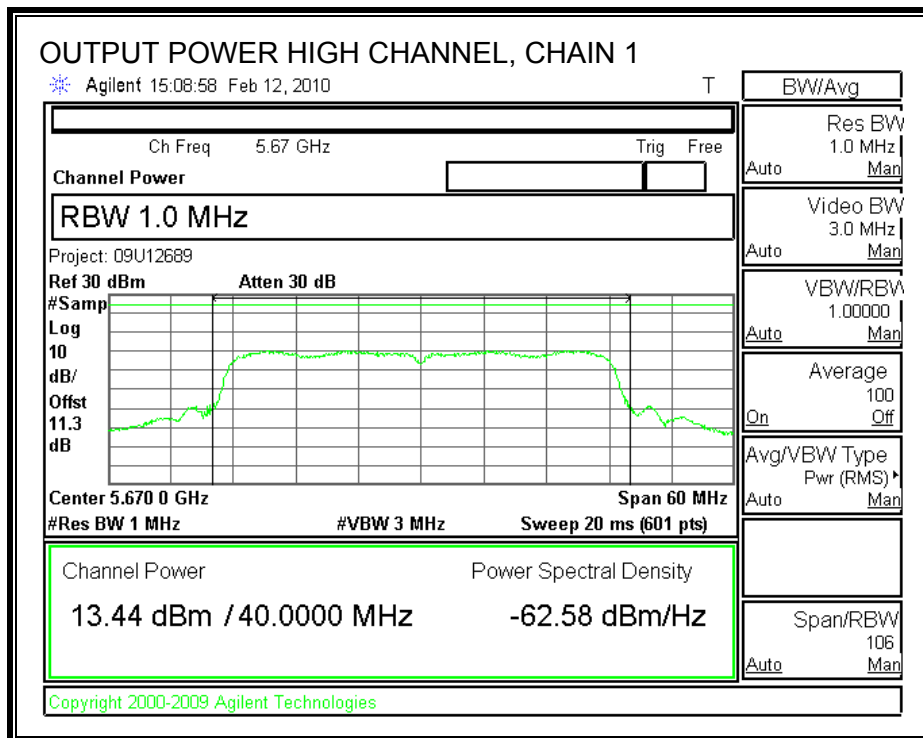 OUTPUT POWER HIGH CHANNEL, CHAIN 1
Agilent 15:08:58 Feb 12, 2010
T
Ch Freq 5.67 GHz
Trig Free
Channel Power
RBW 1.0 MHz
Project: 09U12689
Ref 30 dBm Atten 30 dB
#Samp
Log
10
dB/
Offst
11.3
dB
Center 5.670 0 GHz Span 60 MHz
#Res BW 1 MHz #VBW 3 MHz Sweep 20 ms (601 pts)
Channel Power Power Spectral Density
13.44 dBm / 40.0000 MHz -62.58 dBm/Hz
Copyright 2000-2009 Agilent Technologies
BW/Avg
Res BW
1.0 MHz
Auto Man
Video BW
3.0 MHz
Auto Man
VBW/RBW
1.00000
Auto Man
Average
100
On Off
Avg/VBW Type
Pwr (RMS)
Auto Man
Span/RBW
106
Auto Man